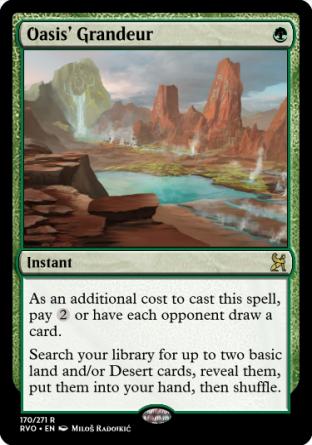 Oasis' Grandeur
Instant
As an additional cost to cast this spell,
pay 2 or have each opponent draw a
card.
Search your library for up to two basic
land and/or Desert cards, reveal them,
put them into your hand, then shuffle.
170/271 R
RVO • EN Miloš Radojkić